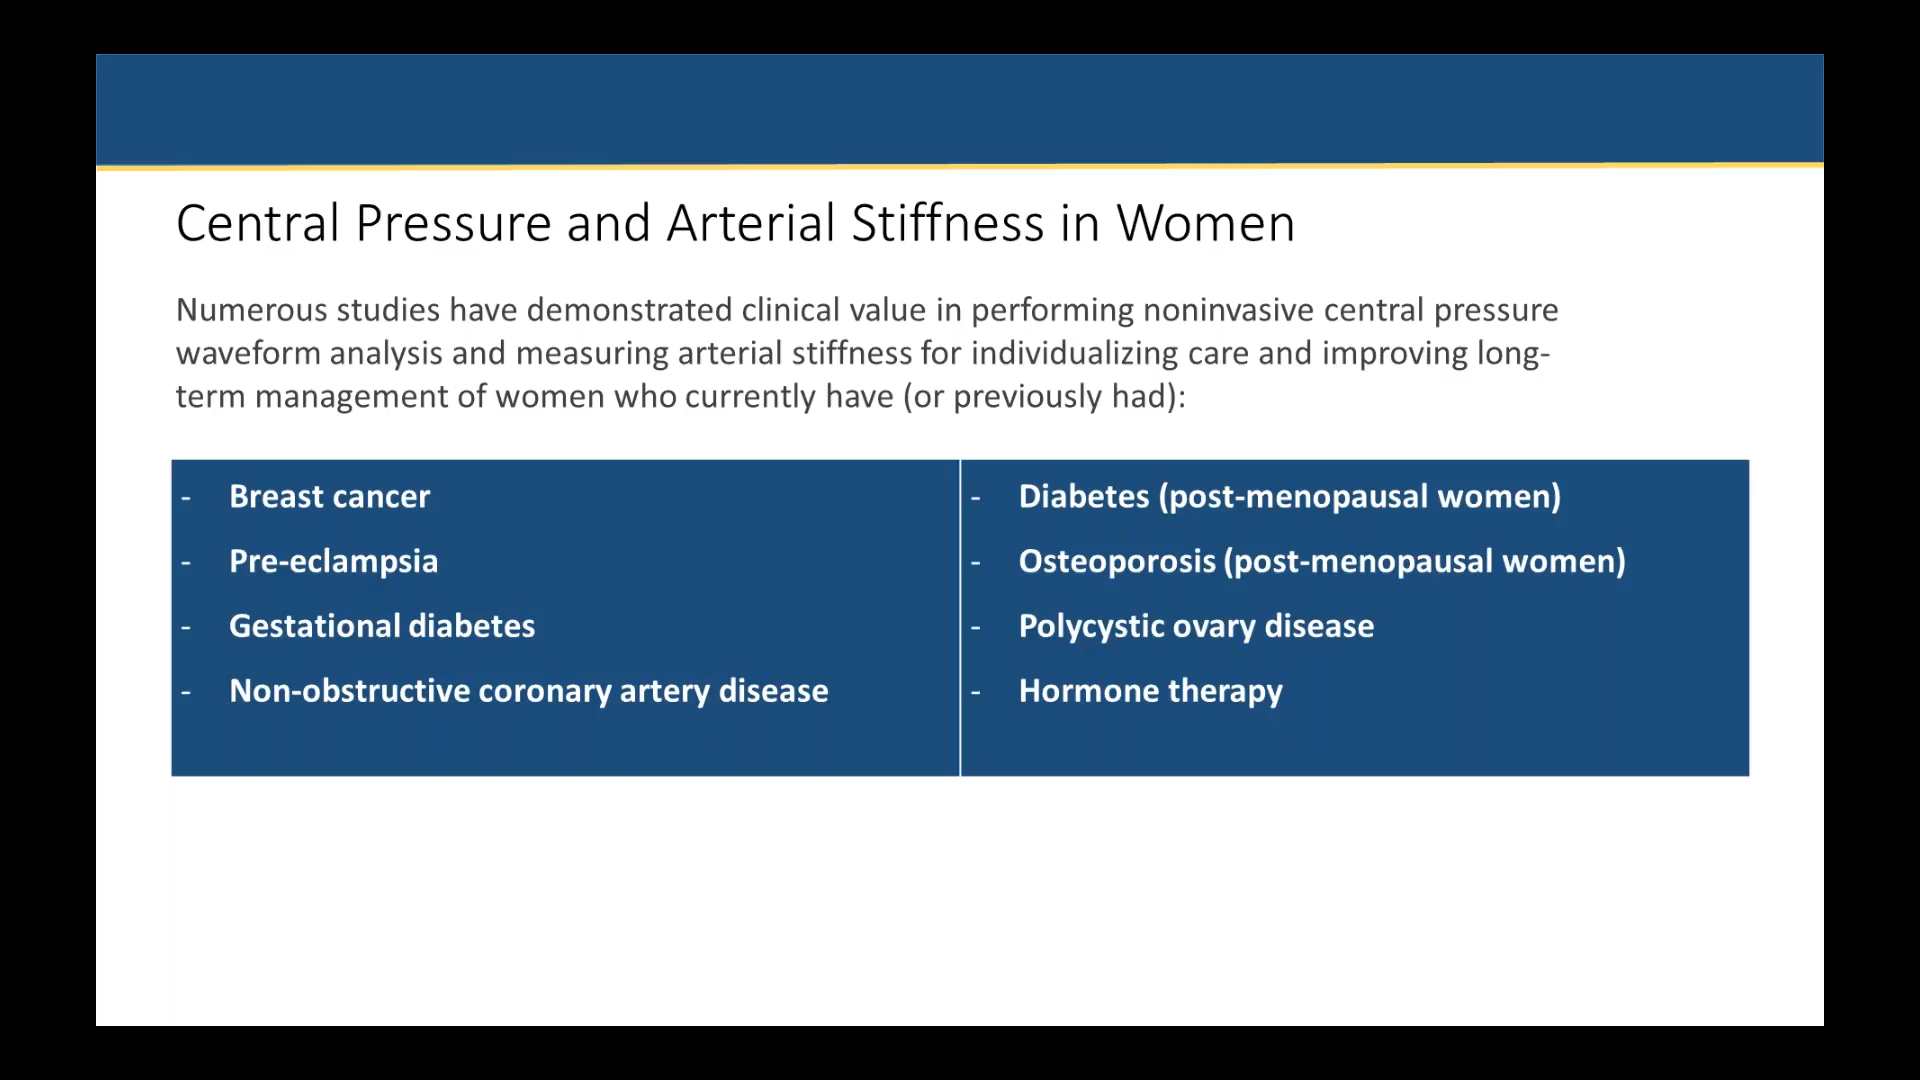 Central Pressure and Arterial Stiffness in Women
Numerous studies have demonstrated clinical value in performing noninvasive central pressure
waveform analysis and measuring arterial stiffness for individualizing care and improving long-
term management of women who currently have (or previously had):
- Breast cancer
- Pre-eclampsia
- Gestational diabetes
- Non-obstructive coronary artery disease
- Diabetes (post-menopausal women)
- Osteoporosis (post-menopausal women)
- Polycystic ovary disease
- Hormone therapy